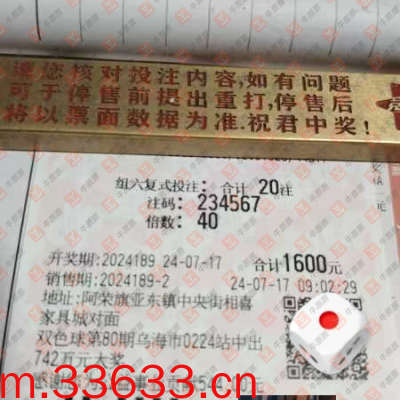 请您核对投注内容,如有问题
可于停售前提出重打,停售后
将以票面数据为准.祝君中奖!
组六复式投注: 合计 20注
注码: 234567
倍数: 40
开奖期:2024189 24-07-17 合计1600元
销售期:2024189-2 24-07-17 09:02:29
地址:阿荣旗亚东镇中央街相喜
家具城对面
双色球第80期乌海市0224站中出
742万元大奖
m.33633.com